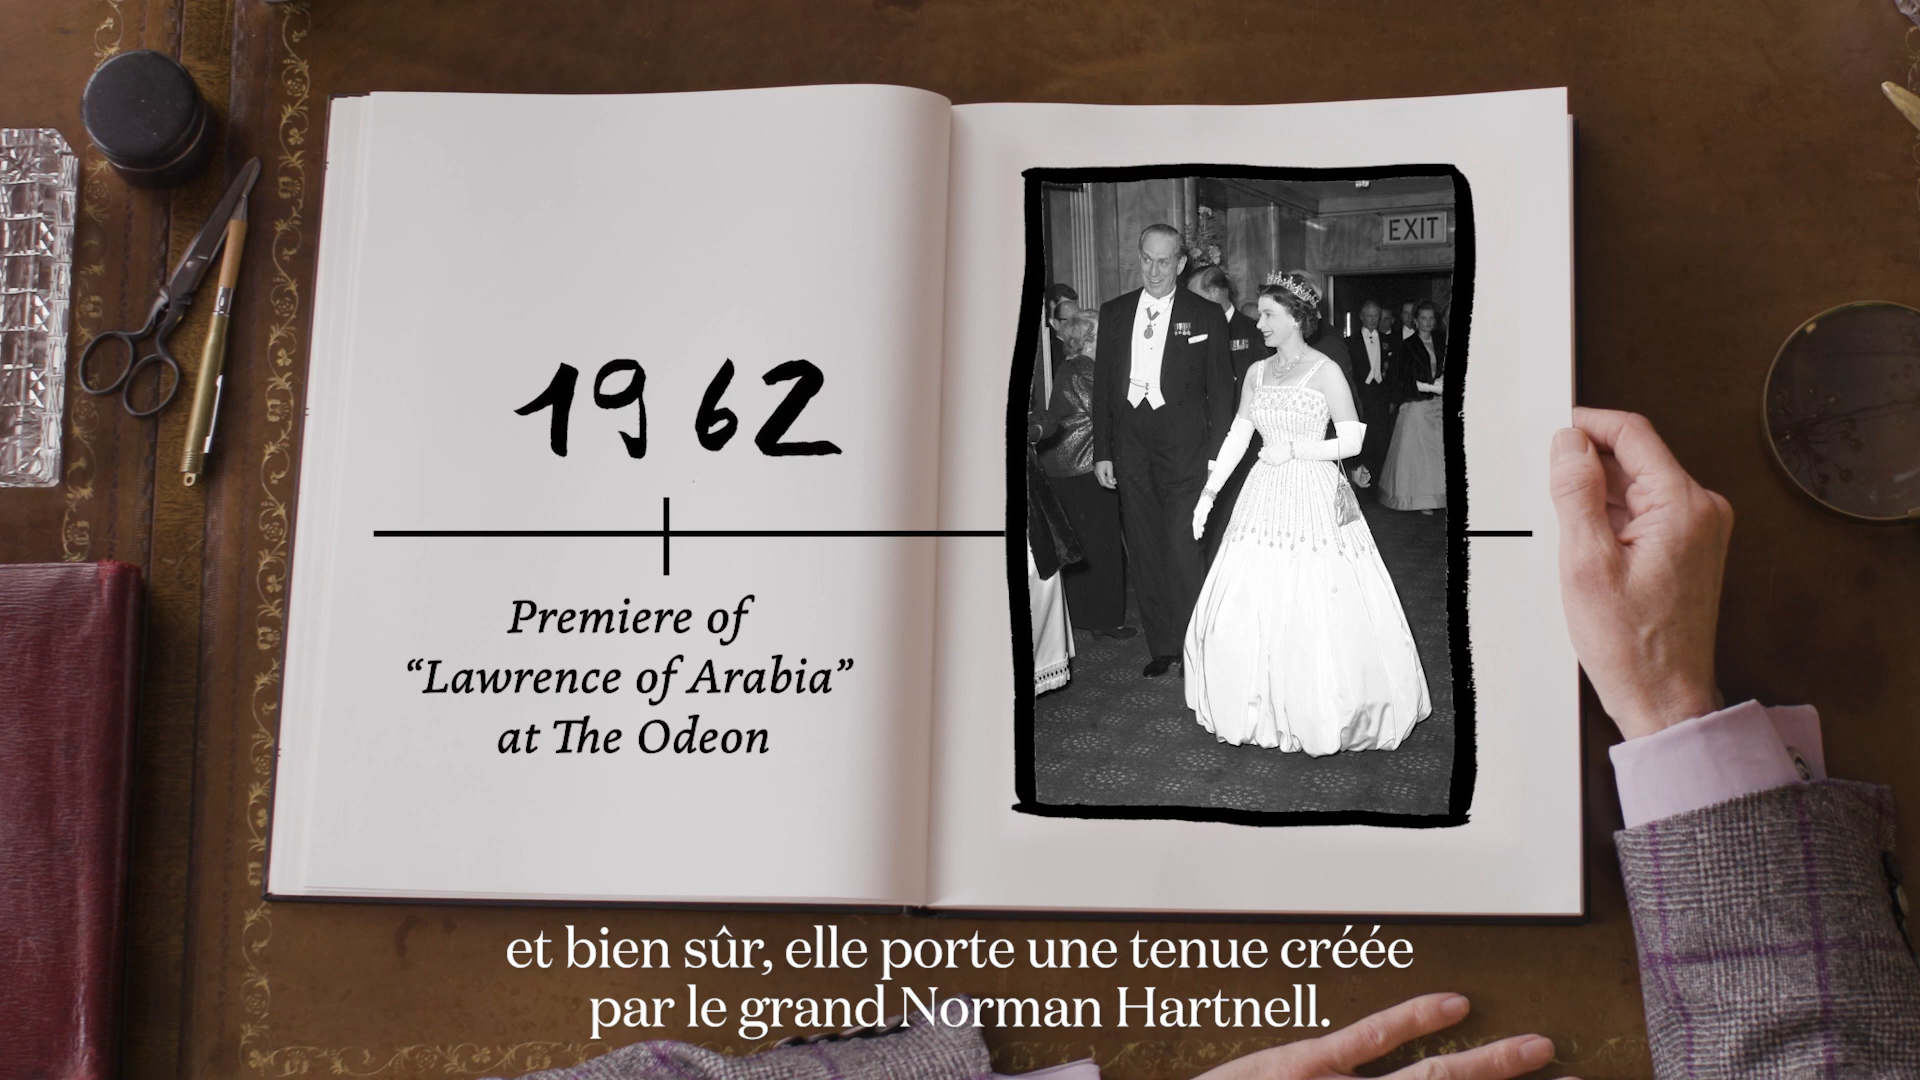 1962
Premiere of
“Lawrence of Arabia”
at The Odeon
EXIT
et bien sûr, elle porte une tenue créée
par le grand Norman Hartnell.